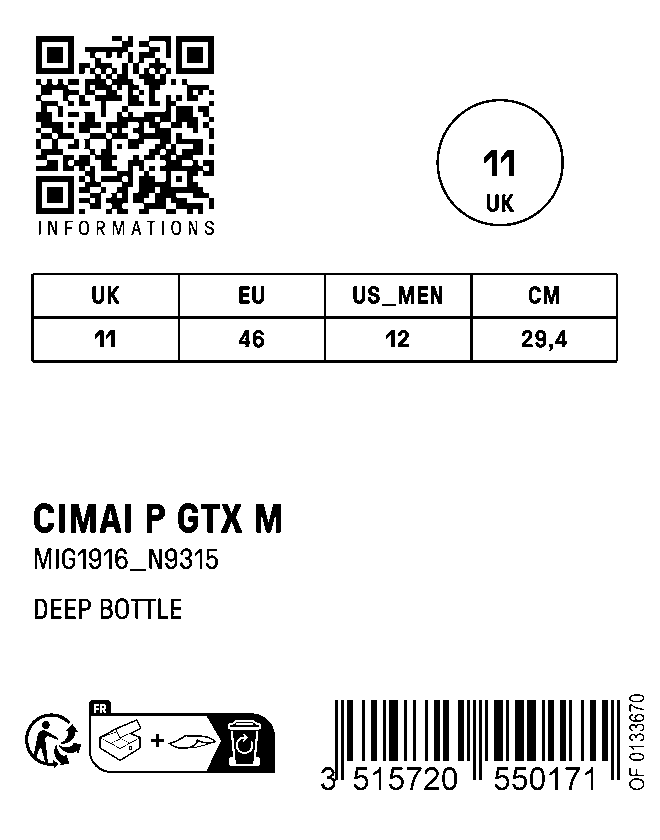 INFORMATIONS
11
UK
UK EU US_MEN CM
11 46 12 29,4
CIMAI P GTX M
MIG1916_N9315
DEEP BOTTLE
FR
+
3 515720 550171
OF 0133670